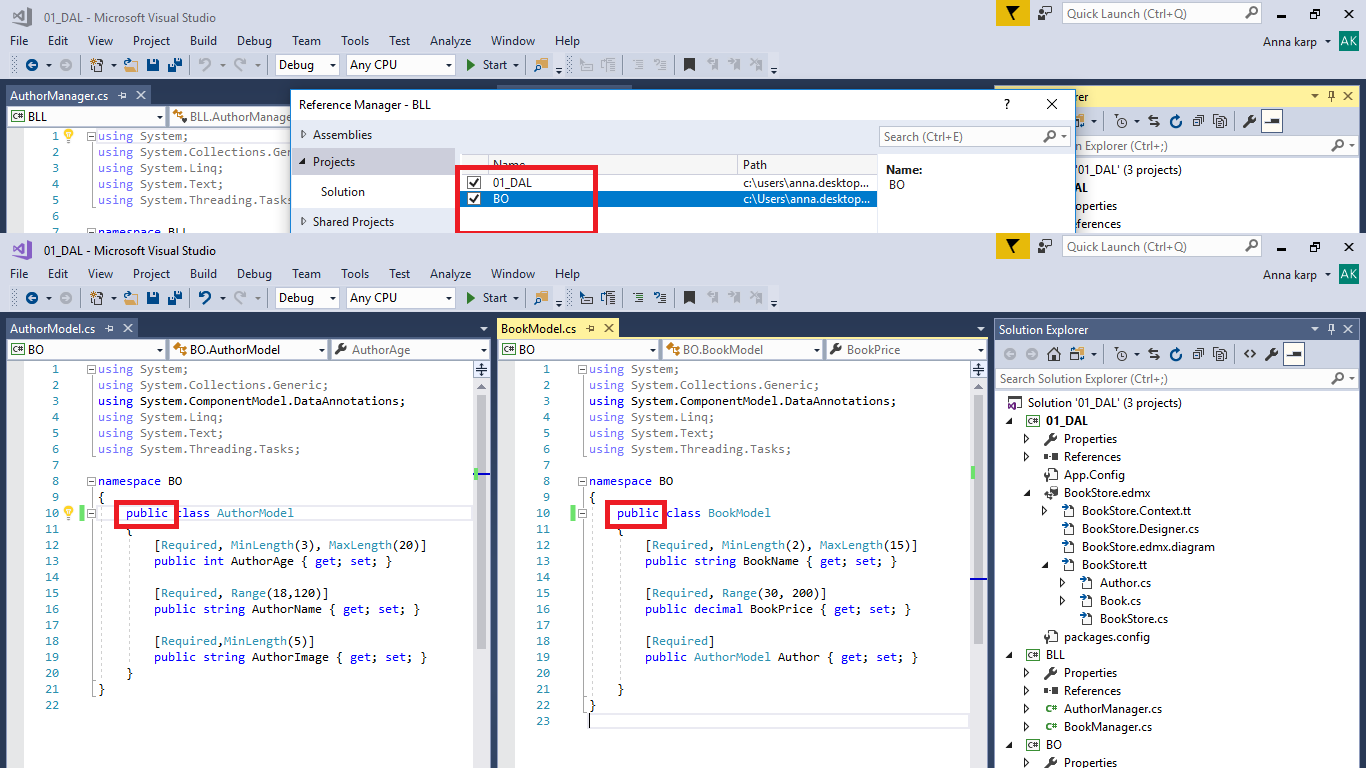 01_DAL - Microsoft Visual Studio
Quick Launch (Ctrl+Q)
File Edit View Project Build Debug Team Tools Test Analyze Window Help
Anna karp AK
Debug Any CPU Start
AuthorManager.cs
BLL BLL.AuthorManage
1 using System;
2 using System.Collections.Ge
3 using System.Linq;
4 using System.Text;
5 using System.Threading.Tasks
6
7 namespace BLL
Reference Manager - BLL
?
Assemblies
Search (Ctrl+E)
Projects
Name Path
Name:
01_DAL c:\users\anna.desktop...
BO
Solution
BO c:\Users\anna.desktop...
Shared Projects
rer
orer (Ctrl+;)
'01_DAL' (3 projects)
AL
operties
eferences
01_DAL - Microsoft Visual Studio
Quick Launch (Ctrl+Q)
File Edit View Project Build Debug Team Tools Test Analyze Window Help
Anna karp AK
Debug Any CPU Start
AuthorModel.cs
BO BO.AuthorModel AuthorAge
1 using System;
2 using System.Collections.Generic;
3 using System.ComponentModel.DataAnnotations;
4 using System.Linq;
5 using System.Text;
6 using System.Threading.Tasks;
7
8 namespace BO
9 {
10 public class AuthorModel
11 {
12 [Required, MinLength(3), MaxLength(20)]
13 public int AuthorAge { get; set; }
14
15 [Required, Range(18,120)]
16 public string AuthorName { get; set; }
17
18 [Required,MinLength(5)]
19 public string AuthorImage { get; set; }
20 }
21 }
22
BookModel.cs
BO BO.BookModel BookPrice
1 using System;
2 using System.Collections.Generic;
3 using System.ComponentModel.DataAnnotations;
4 using System.Linq;
5 using System.Text;
6 using System.Threading.Tasks;
7
8 namespace BO
9 {
10 public class BookModel
11 {
12 [Required, MinLength(2), MaxLength(15)]
13 public string BookName { get; set; }
14
15 [Required, Range(30, 200)]
16 public decimal BookPrice { get; set; }
17
18 [Required]
19 public AuthorModel Author { get; set; }
20
21 }
22 }
23
Solution Explorer
Search Solution Explorer (Ctrl+;)
Solution '01_DAL' (3 projects)
C# 01_DAL
Properties
References
App.Config
BookStore.edmx
BookStore.Context.tt
BookStore.Designer.cs
BookStore.edmx.diagram
BookStore.tt
Author.cs
Book.cs
BookStore.cs
packages.config
C# BLL
Properties
References
C# AuthorManager.cs
C# BookManager.cs
C# BO
Properties